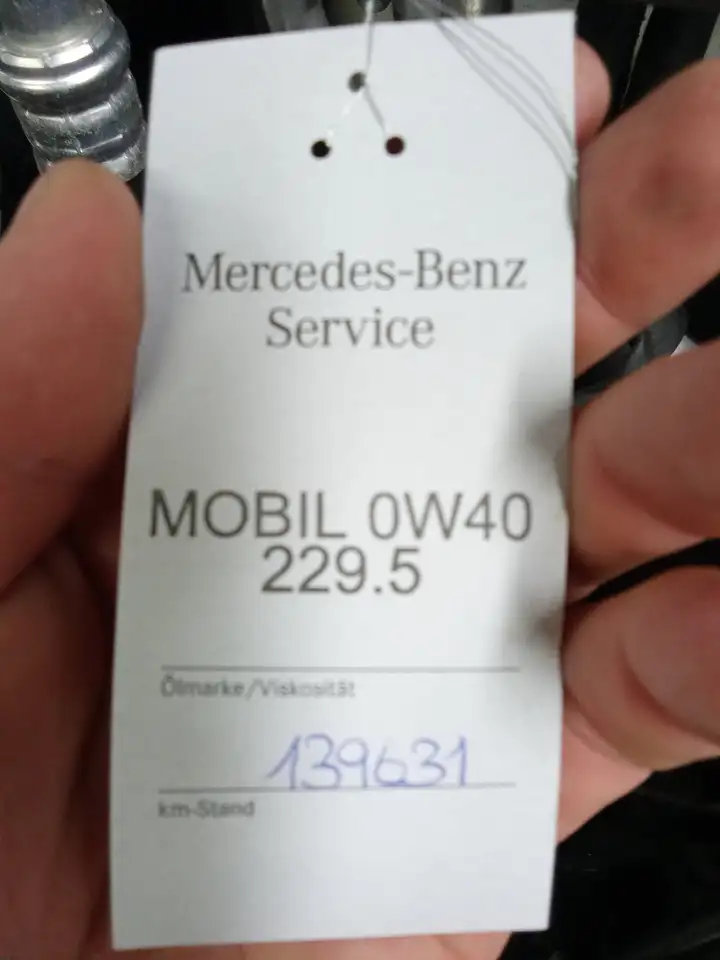 Mercedes-Benz
Service
MOBIL 0W40
229.5
Ölmarke/Viskosität
139631
km-Stand